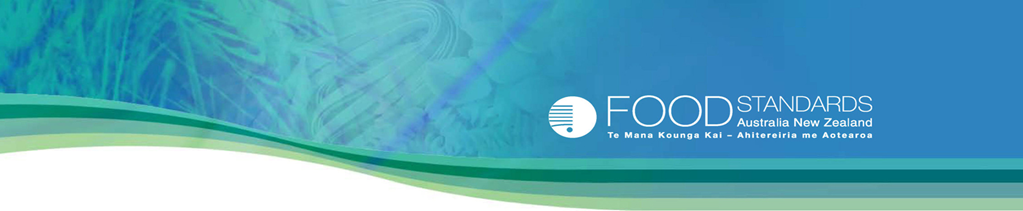 FOOD STANDARDS
Australia New Zealand
Te Mana Kounga Kai – Ahitereiria me Aotearoa